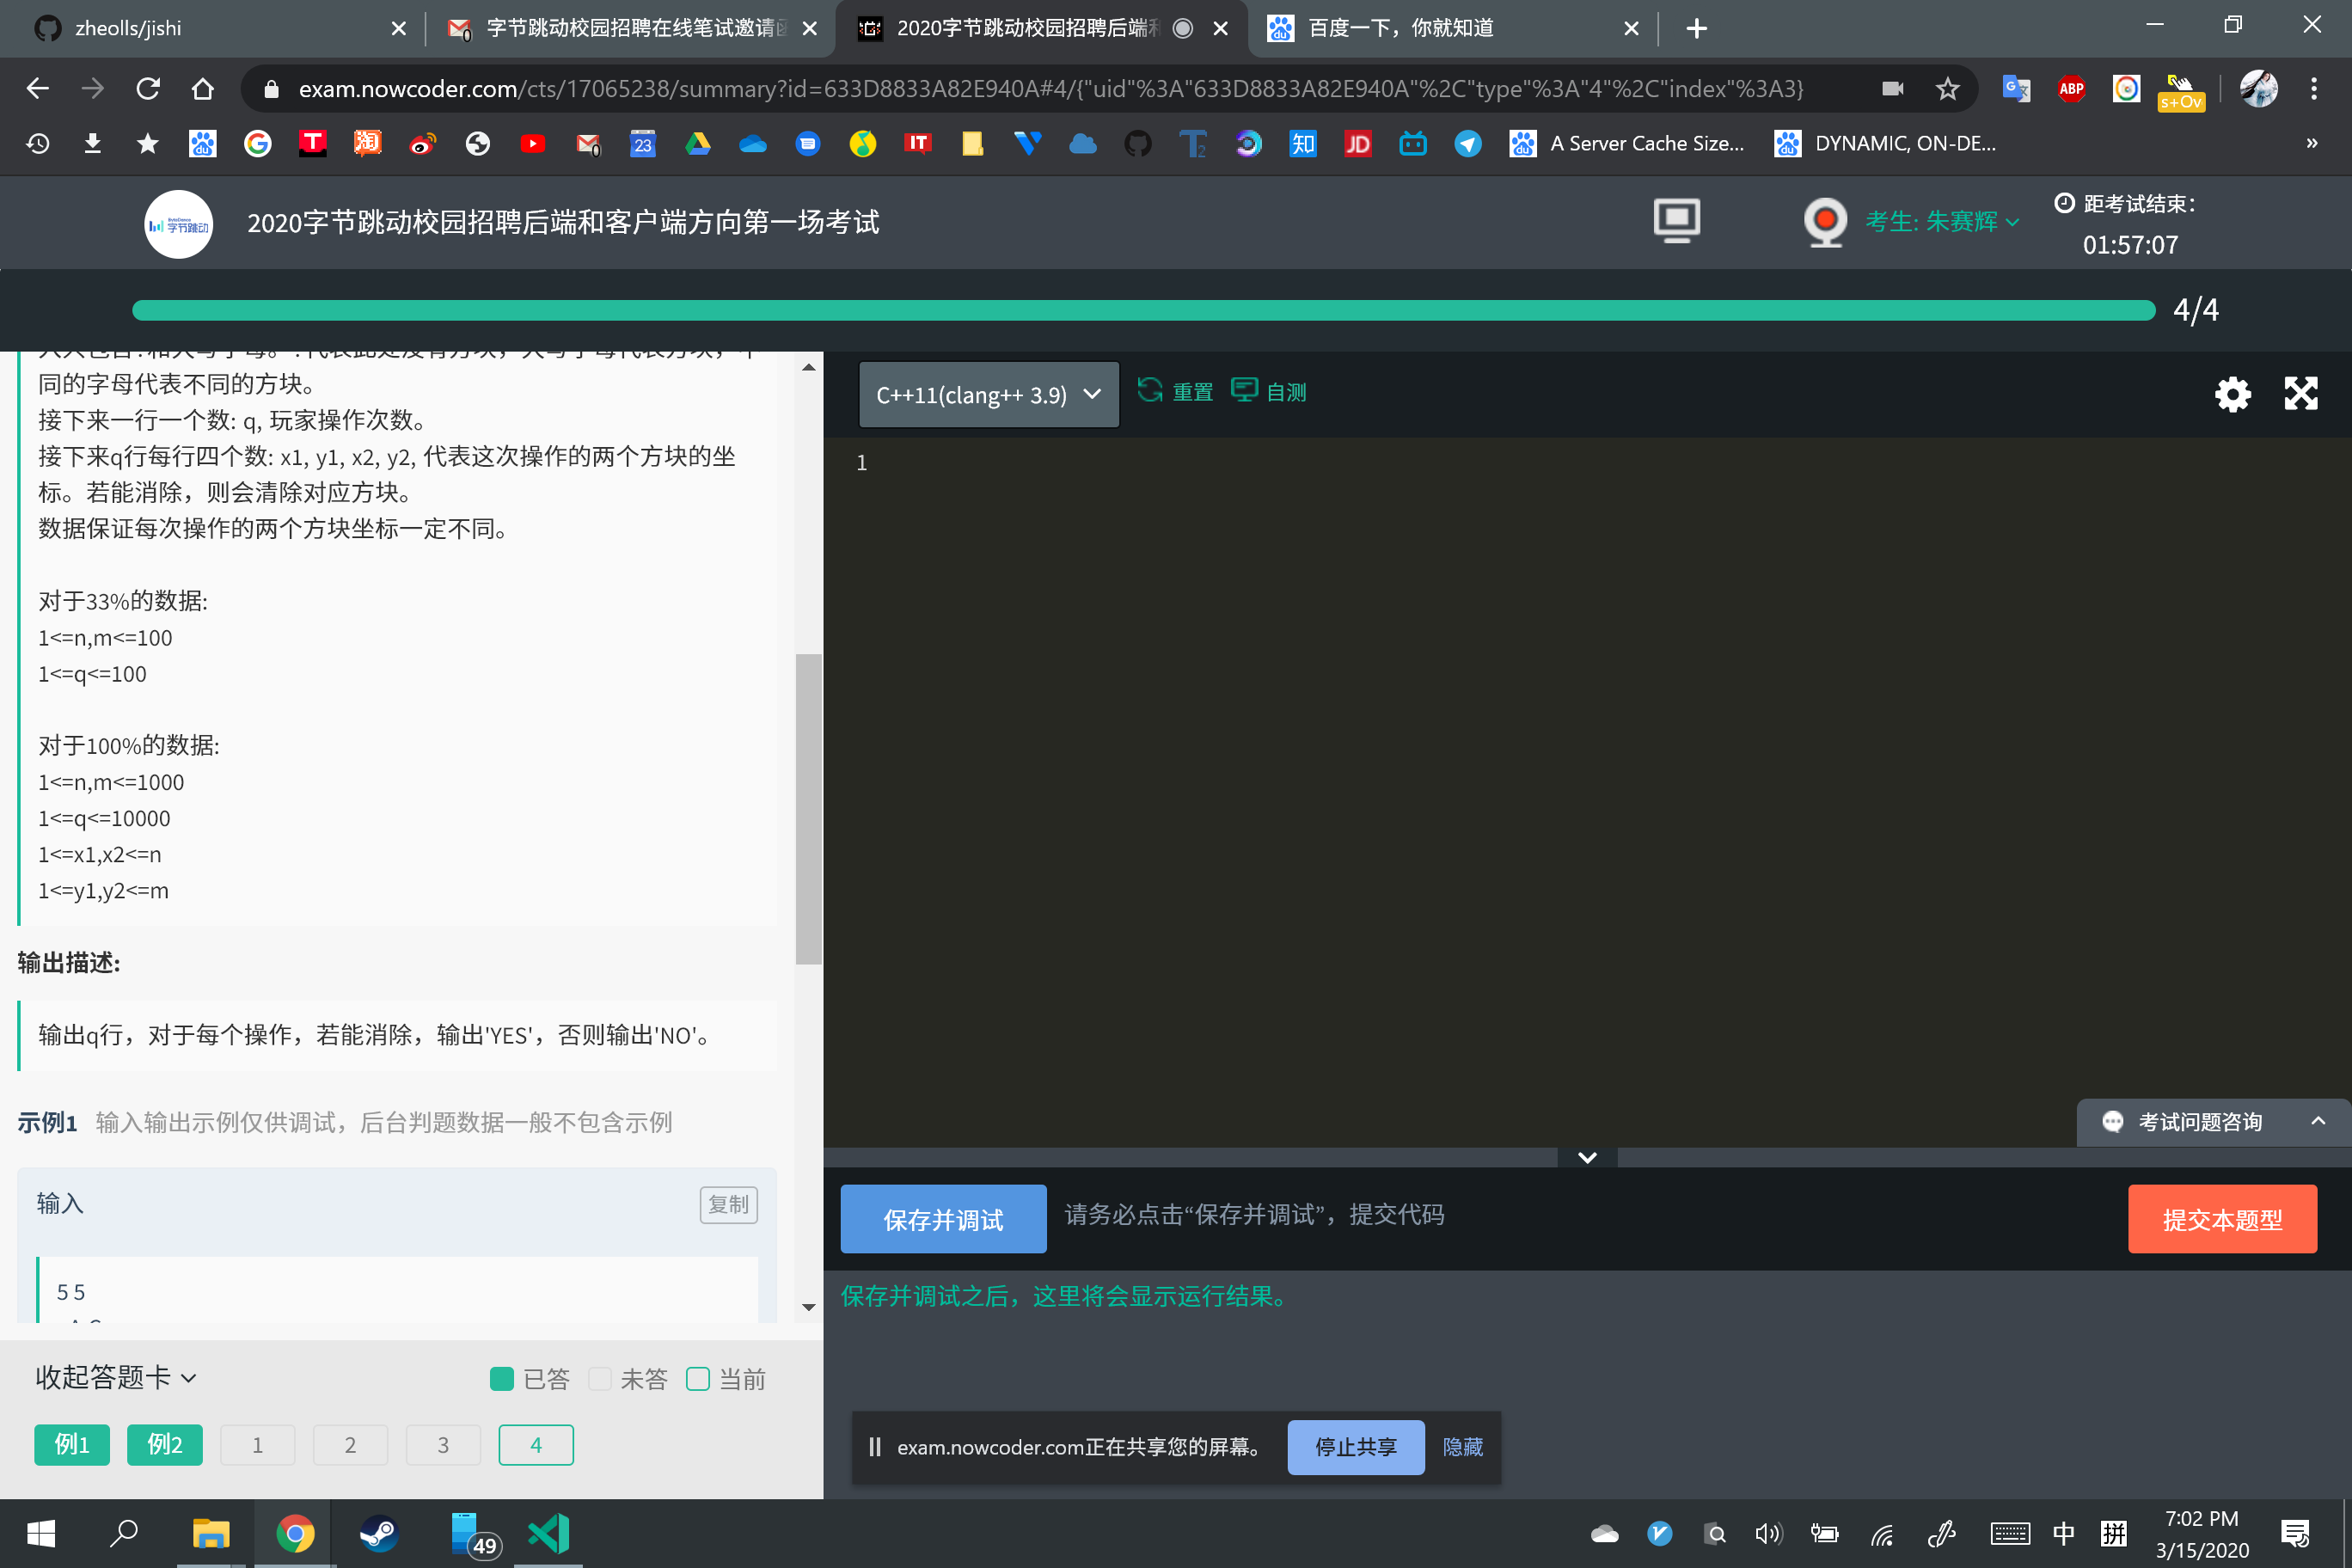 zheolls/jishi
字节跳动校园招聘在线笔试邀请函
2020字节跳动校园招聘后端和
百度一下，你就知道
exam.nowcoder.com/cts/17065238/summary?id=633D8833A82E940A#4/{"uid"%3A"633D8833A82E940A"%2C"type"%3A"4"%2C"index"%3A3}
ABP
s+Ov
23
IT
知
JD
A Server Cache Size...
DYNAMIC, ON-DE...
ByteDance
字节跳动
2020字节跳动校园招聘后端和客户端方向第一场考试
考生: 朱赛辉
距考试结束：
01:57:07
4/4
同的字母代表不同的方块。
接下来一行一个数: q, 玩家操作次数。
接下来q行每行四个数: x1, y1, x2, y2, 代表这次操作的两个方块的坐
标。若能消除，则会清除对应方块。
数据保证每次操作的两个方块坐标一定不同。
对于33%的数据:
1<=n,m<=100
1<=q<=100
对于100%的数据:
1<=n,m<=1000
1<=q<=10000
1<=x1,x2<=n
1<=y1,y2<=m
输出描述:
输出q行，对于每个操作，若能消除，输出'YES'，否则输出'NO'。
示例1 输入输出示例仅供调试，后台判题数据一般不包含示例
输入
复制
5 5
收起答题卡
已答 未答 当前
例1 例2 1 2 3 4
C++11(clang++ 3.9)
重置
自测
1
考试问题咨询
保存并调试
请务必点击“保存并调试”，提交代码
提交本题型
保存并调试之后，这里将会显示运行结果。
exam.nowcoder.com正在共享您的屏幕。
停止共享
隐藏
49
中
拼
7:02 PM
3/15/2020